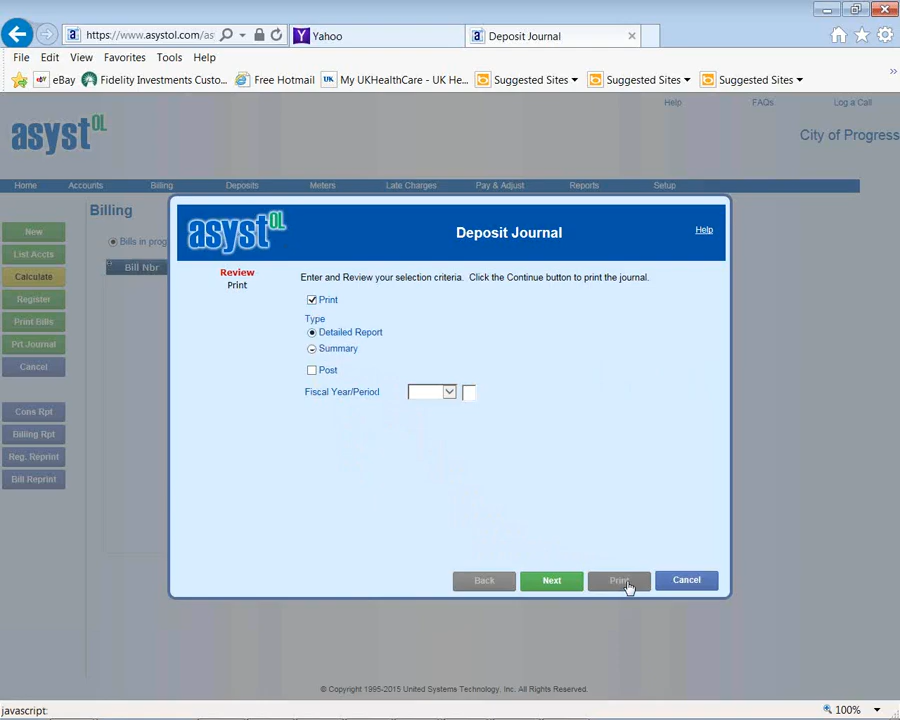 https://www.asystol.com/as
Yahoo
Deposit Journal
File Edit View Favorites Tools Help
eBay Fidelity Investments Custo... Free Hotmail My UKHealthCare - UK He... Suggested Sites Suggested Sites Suggested Sites
Help FAQs Log a Call
asystOL
City of Progress
Home Accounts Billing Deposits Meters Late Charges Pay & Adjust Reports Setup
New
List Accts
Calculate
Register
Print Bills
Prt Journal
Cancel
Cons Rpt
Billing Rpt
Reg. Reprint
Bill Reprint
Billing
Bills in prog
Bill Nbr
asystOL
Deposit Journal
Help
Review
Print
Enter and Review your selection criteria. Click the Continue button to print the journal.
Print
Type
Detailed Report
Summary
Post
Fiscal Year/Period
Back Next Print Cancel
© Copyright 1995-2015 United Systems Technology, Inc. All Rights Reserved.
javascript:
100%